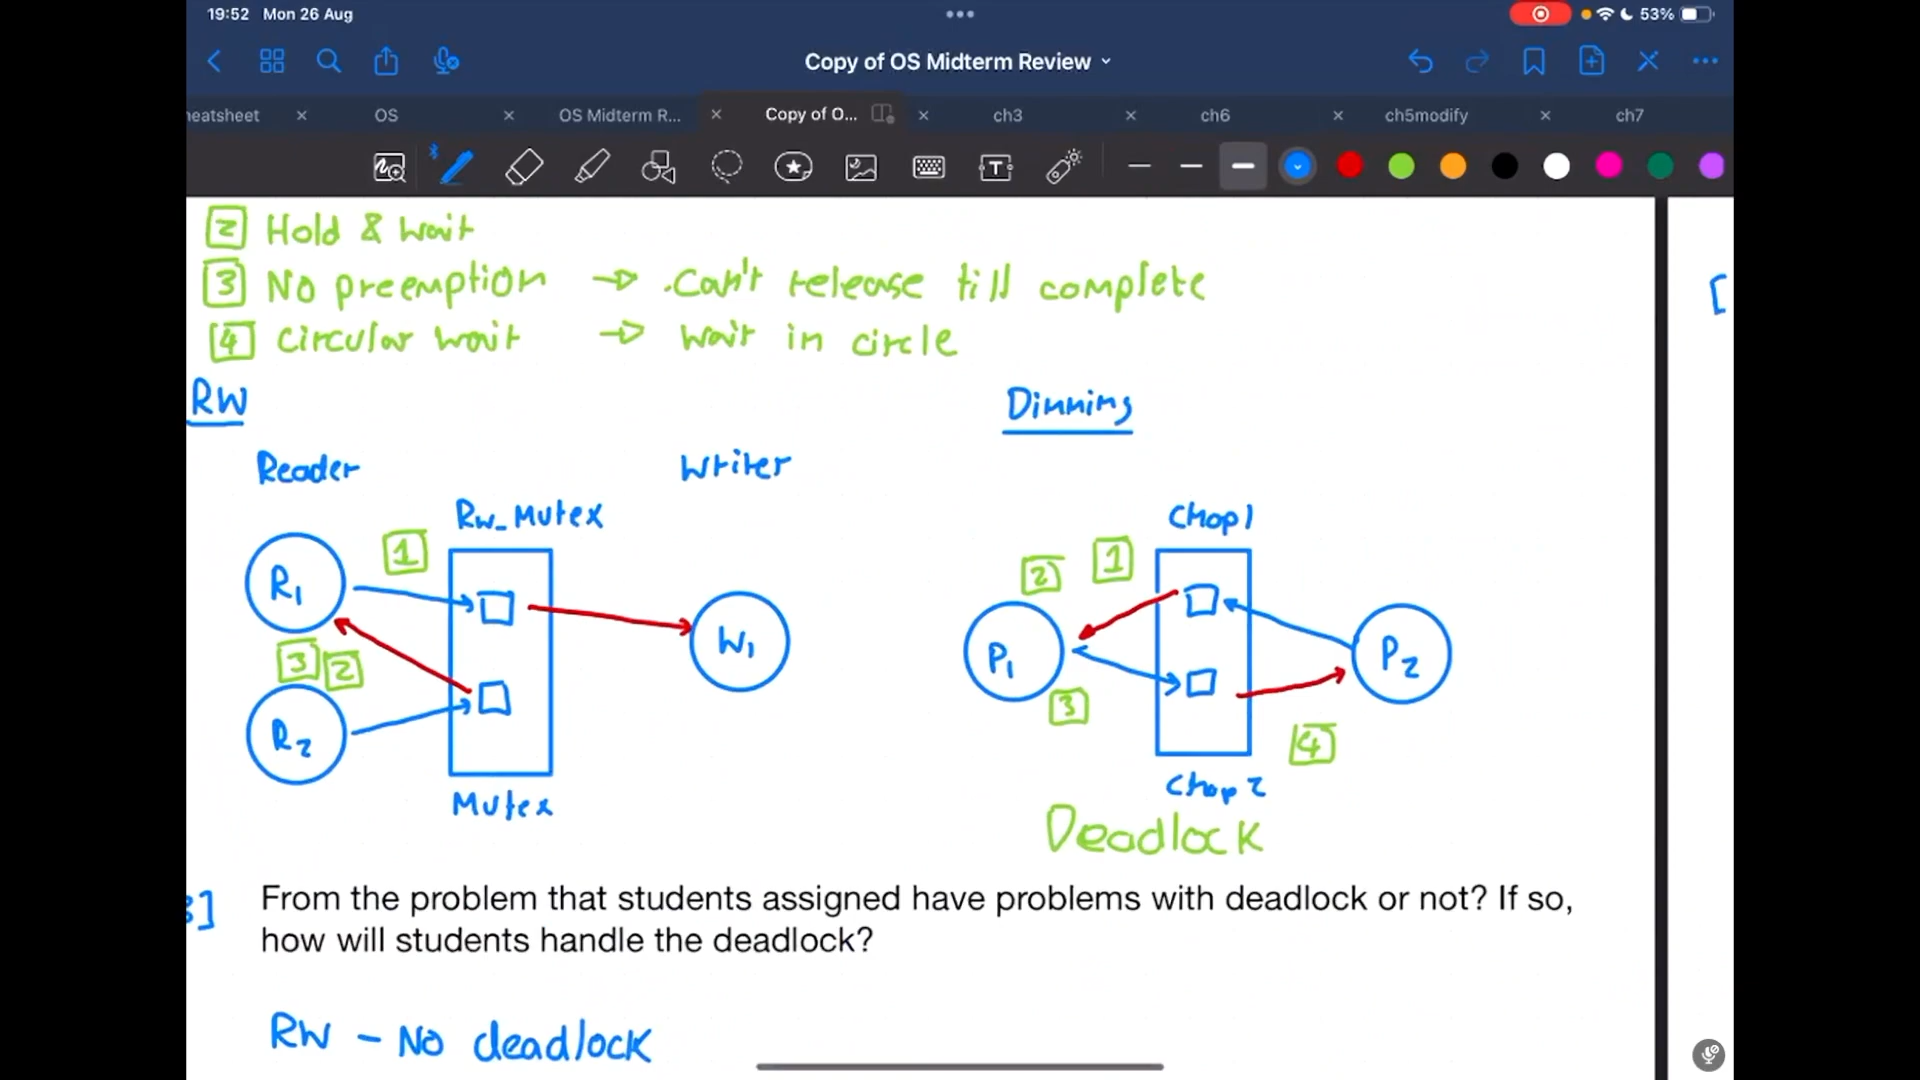 19:52 Mon 26 Aug
53%
Copy of OS Midterm Review
heatsheet
OS
OS Midterm R...
Copy of O...
ch3
ch6
ch5modify
ch7
2 Hold & wait
3 No preemption → Can't release till complete
4 Circular wait → wait in circle
RW
Dinning
Reader
Writer
RW_Mutex
Chop1
1
2
1
R1
W1
P1
P2
3
2
3
R2
4
Mutex
Chop2
Deadlock
3] From the problem that students assigned have problems with deadlock or not? If so,
how will students handle the deadlock?
RW - No deadlock